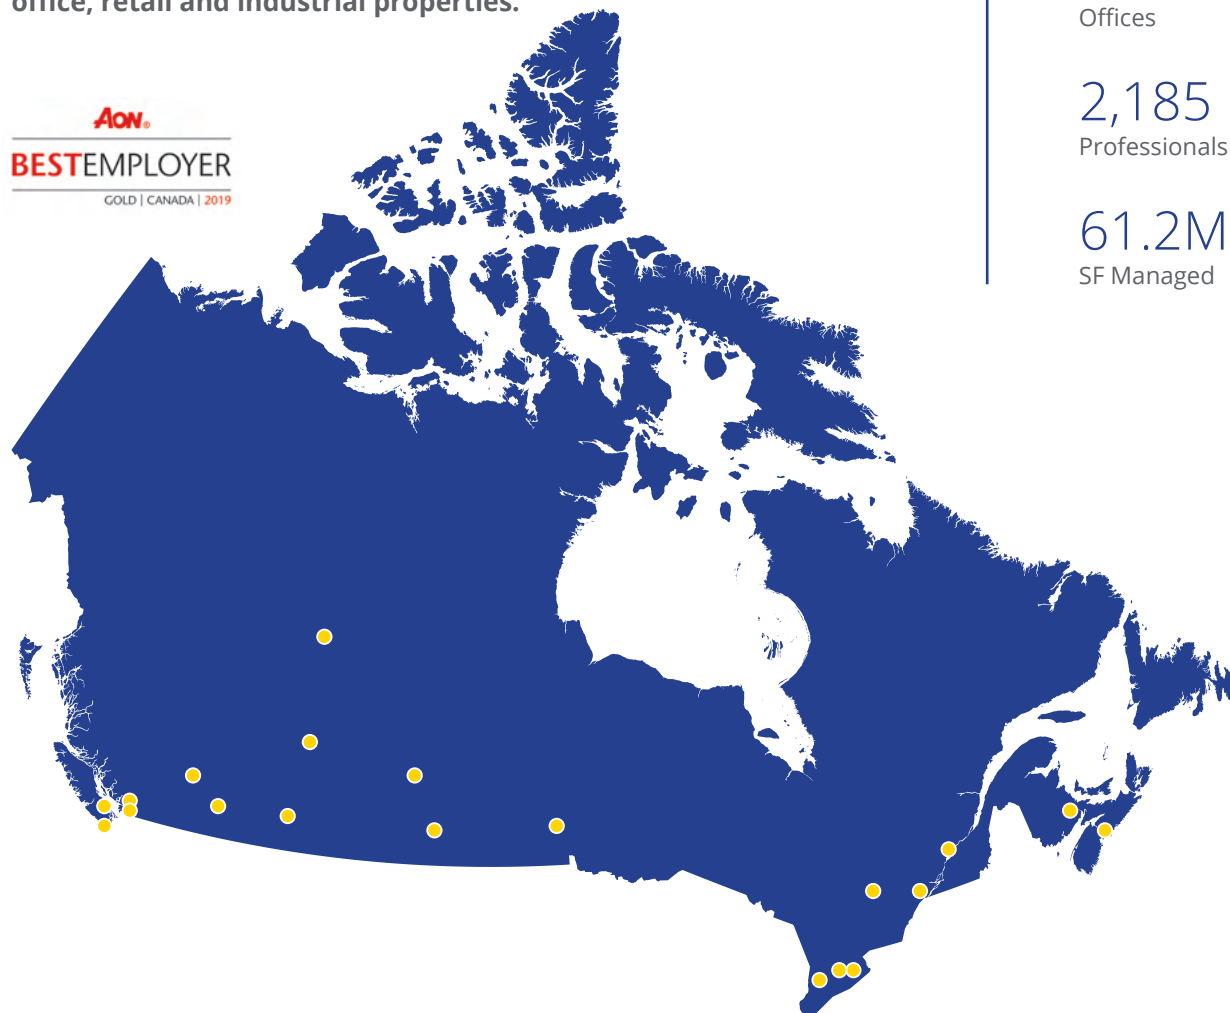 office, retail and industrial properties.
Offices
2,185
Professionals
61.2M
SF Managed
AON®
BESTEMPLOYER
GOLD | CANADA | 2019